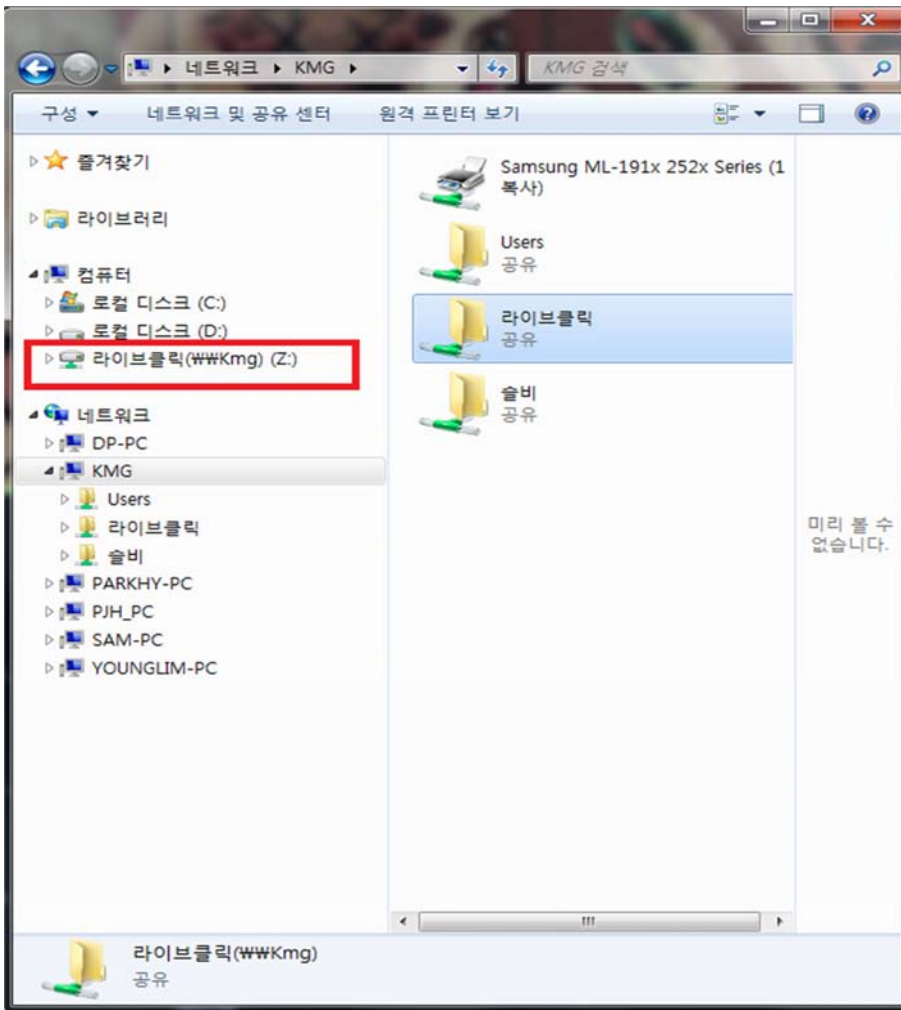 네트워크 KMG
KMG 검색
구성 네트워크 및 공유 센터 원격 프린터 보기
즐겨찾기
라이브러리
컴퓨터
로컬 디스크 (C:)
로컬 디스크 (D:)
라이브클릭(₩₩Kmg) (Z:)
네트워크
DP-PC
KMG
Users
라이브클릭
슬비
PARKHY-PC
PJH_PC
SAM-PC
YOUNGLIM-PC
Samsung ML-191x 252x Series (1
복사)
Users
공유
라이브클릭
공유
슬비
공유
미리 볼 수
없습니다.
라이브클릭(₩₩Kmg)
공유